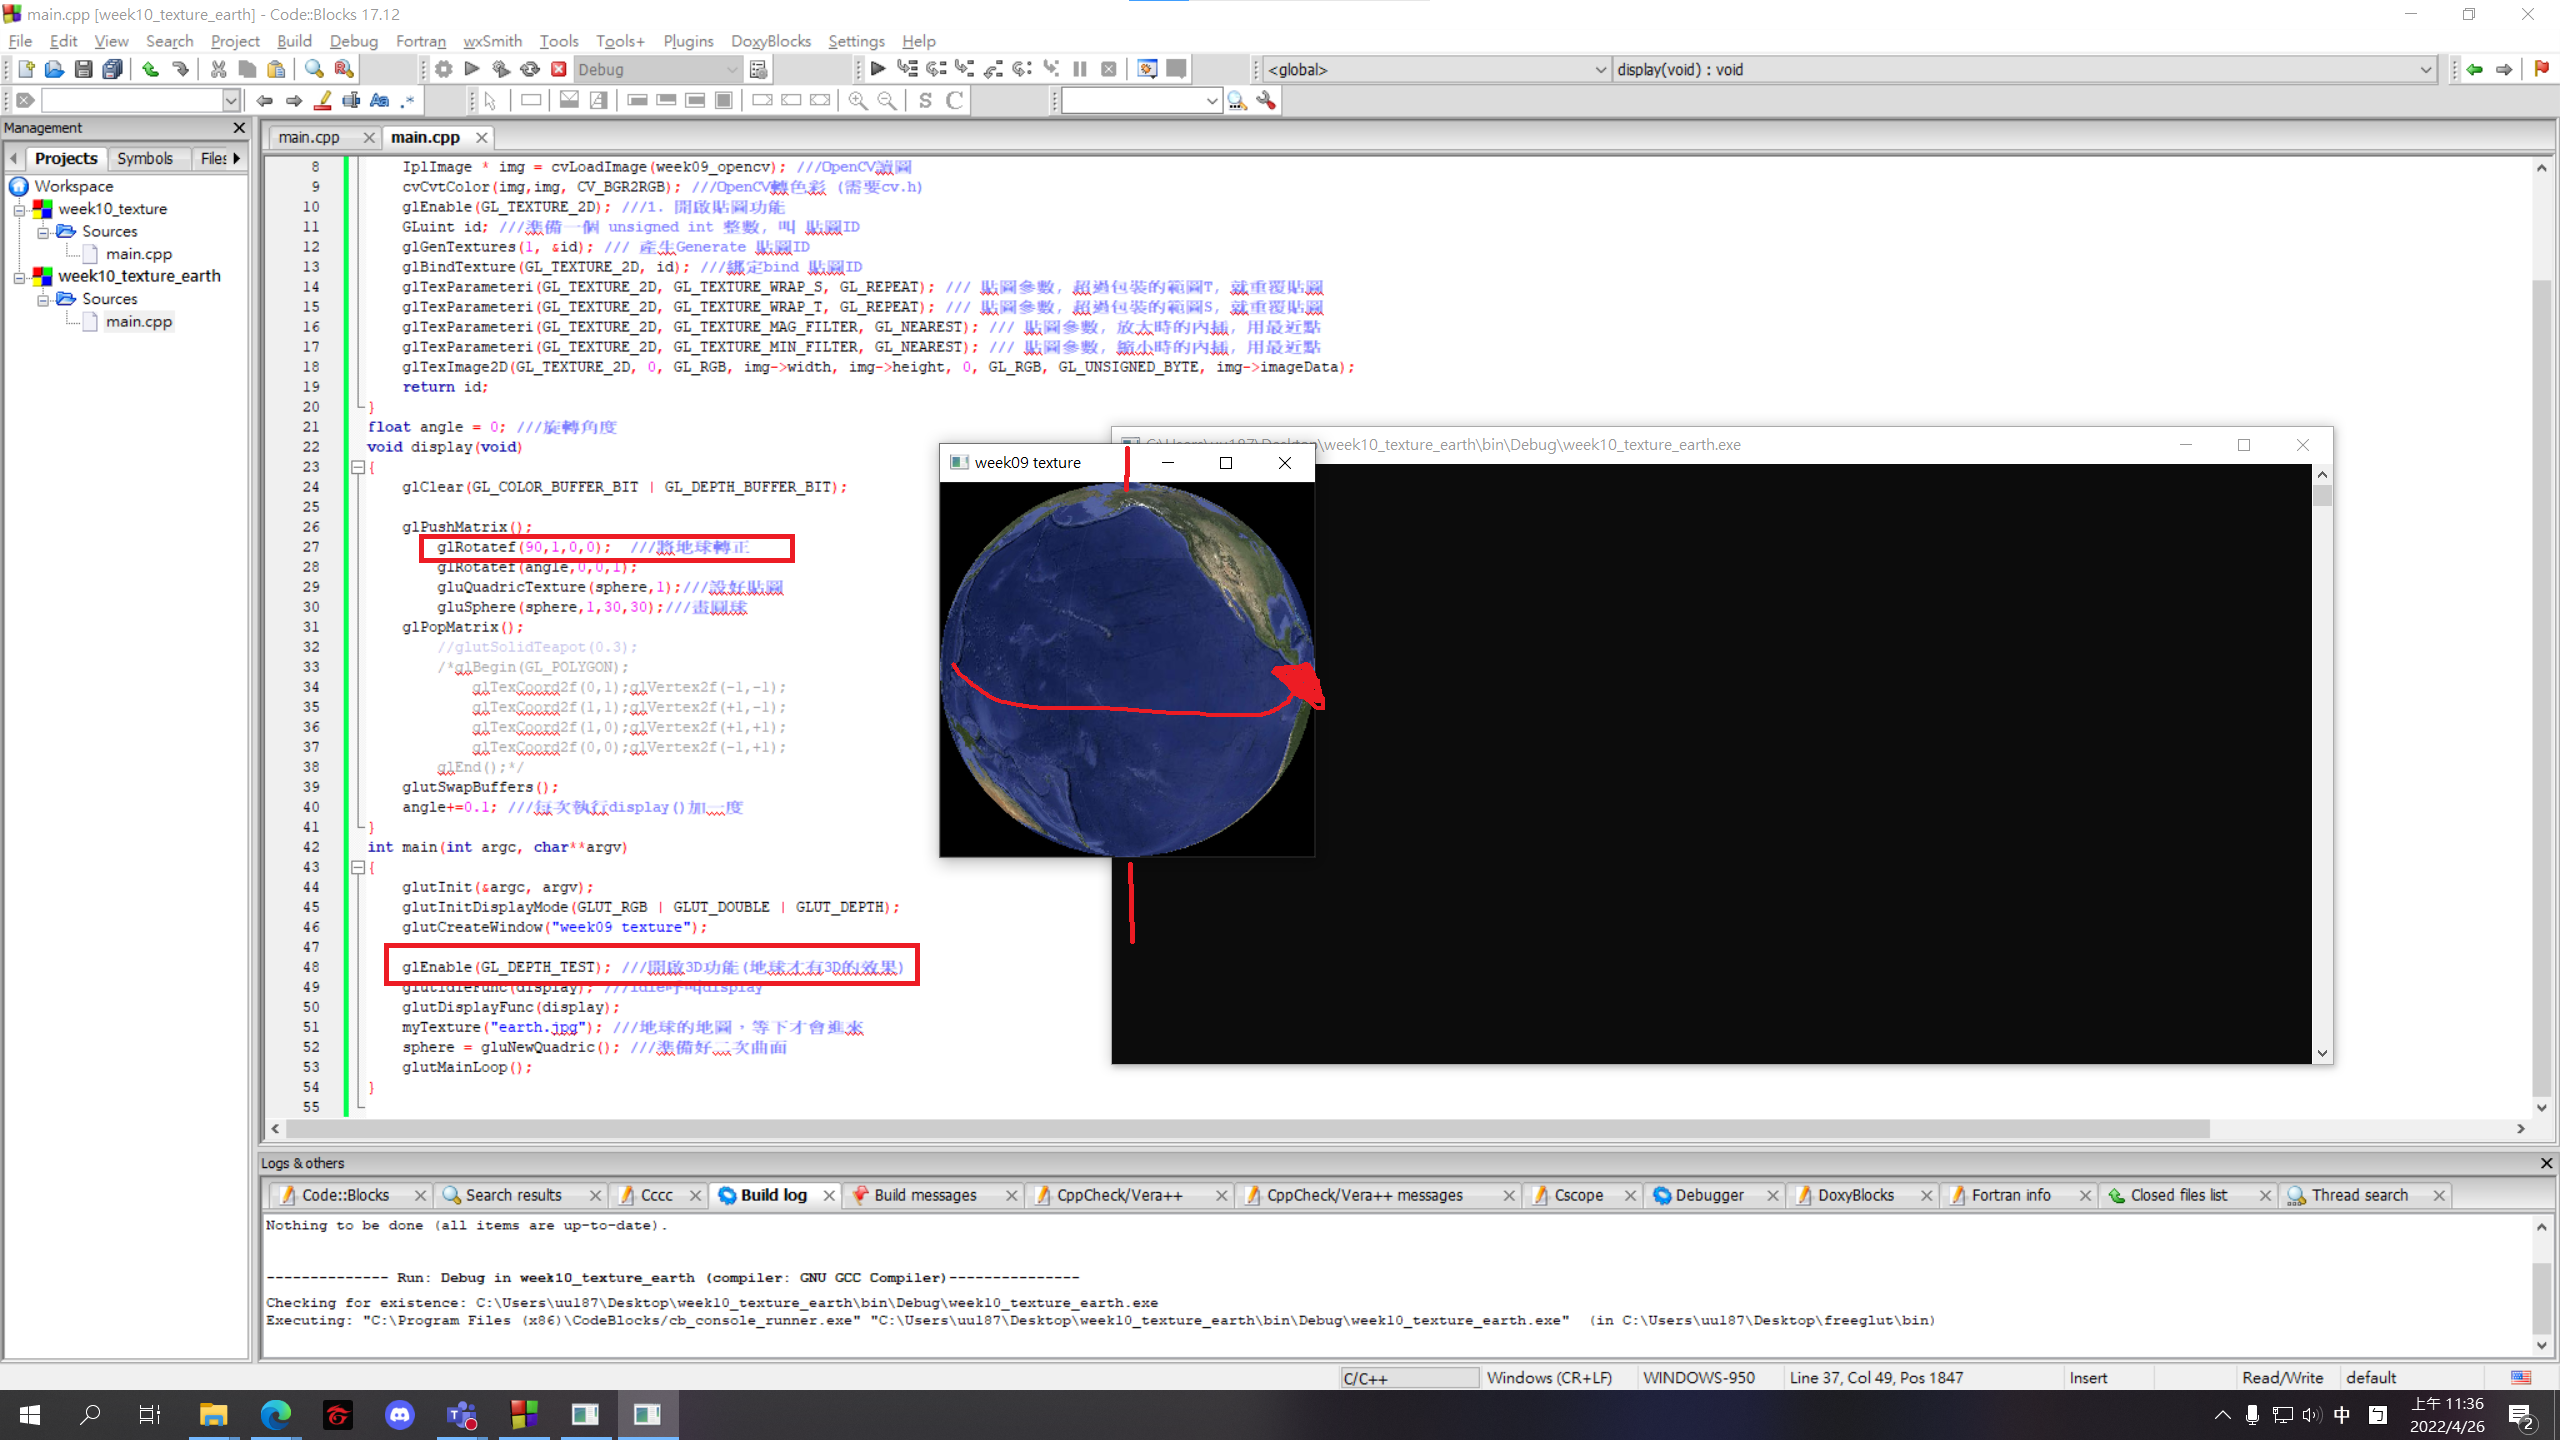 main.cpp [week10_texture_earth] - Code::Blocks 17.12
File Edit View Search Project Build Debug Fortran wxSmith Tools Tools+ Plugins DoxyBlocks Settings Help
Debug
<global>
display(void) : void
S C
Management
Projects Symbols Files
Workspace
week10_texture
Sources
main.cpp
week10_texture_earth
Sources
main.cpp
main.cpp main.cpp
8 IplImage * img = cvLoadImage(week09_opencv); ///OpenCV讀圖
9 cvCvtColor(img,img, CV_BGR2RGB); ///OpenCV轉色彩 (需要cv.h)
10 glEnable(GL_TEXTURE_2D); ///1. 開啟貼圖功能
11 GLuint id; ///準備一個 unsigned int 整數, 叫 貼圖ID
12 glGenTextures(1, &id); /// 產生Generate 貼圖ID
13 glBindTexture(GL_TEXTURE_2D, id); ///綁定bind 貼圖ID
14 glTexParameteri(GL_TEXTURE_2D, GL_TEXTURE_WRAP_S, GL_REPEAT); /// 貼圖參數, 超過包裝的範圍T, 就重覆貼圖
15 glTexParameteri(GL_TEXTURE_2D, GL_TEXTURE_WRAP_T, GL_REPEAT); /// 貼圖參數, 超過包裝的範圍S, 就重覆貼圖
16 glTexParameteri(GL_TEXTURE_2D, GL_TEXTURE_MAG_FILTER, GL_NEAREST); /// 貼圖參數, 放大時的內插, 用最近點
17 glTexParameteri(GL_TEXTURE_2D, GL_TEXTURE_MIN_FILTER, GL_NEAREST); /// 貼圖參數, 縮小時的內插, 用最近點
18 glTexImage2D(GL_TEXTURE_2D, 0, GL_RGB, img->width, img->height, 0, GL_RGB, GL_UNSIGNED_BYTE, img->imageData);
19 return id;
20 }
21 float angle = 0; ///旋轉角度
22 void display(void)
23 {
24 glClear(GL_COLOR_BUFFER_BIT | GL_DEPTH_BUFFER_BIT);
25
26 glPushMatrix();
27 glRotatef(90,1,0,0); ///將地球轉正
28 glRotatef(angle,0,0,1);
29 gluQuadricTexture(sphere,1);///設好貼圖
30 gluSphere(sphere,1,30,30);///畫圓球
31 glPopMatrix();
32 //glutSolidTeapot(0.3);
33 /*glBegin(GL_POLYGON);
34 glTexCoord2f(0,1);glVertex2f(-1,-1);
35 glTexCoord2f(1,1);glVertex2f(+1,-1);
36 glTexCoord2f(1,0);glVertex2f(+1,+1);
37 glTexCoord2f(0,0);glVertex2f(-1,+1);
38 glEnd();*/
39 glutSwapBuffers();
40 angle+=0.1; ///每次執行display()加一度
41 }
42 int main(int argc, char**argv)
43 {
44 glutInit(&argc, argv);
45 glutInitDisplayMode(GLUT_RGB | GLUT_DOUBLE | GLUT_DEPTH);
46 glutCreateWindow("week09 texture");
47
48 glEnable(GL_DEPTH_TEST); ///開啟3D功能(地球才有3D的效果)
49 glutIdleFunc(display); ///idle呼叫display
50 glutDisplayFunc(display);
51 myTexture("earth.jpg"); ///地球的地圖，等下才會進來
52 sphere = gluNewQuadric(); ///準備好二次曲面
53 glutMainLoop();
54 }
55
week09 texture
\week10_texture_earth\bin\Debug\week10_texture_earth.exe
Logs & others
Code::Blocks Search results Cccc Build log Build messages CppCheck/Vera++ CppCheck/Vera++ messages Cscope Debugger DoxyBlocks Fortran info Closed files list Thread search
Nothing to be done (all items are up-to-date).
-------------- Run: Debug in week10_texture_earth (compiler: GNU GCC Compiler)---------------
Checking for existence: C:\Users\uu187\Desktop\week10_texture_earth\bin\Debug\week10_texture_earth.exe
Executing: "C:\Program Files (x86)\CodeBlocks/cb_console_runner.exe" "C:\Users\uu187\Desktop\week10_texture_earth\bin\Debug\week10_texture_earth.exe" (in C:\Users\uu187\Desktop\freeglut\bin)
C/C++ Windows (CR+LF) WINDOWS-950 Line 37, Col 49, Pos 1847 Insert Read/Write default
中 ㄅ 上午 11:36
2022/4/26
2